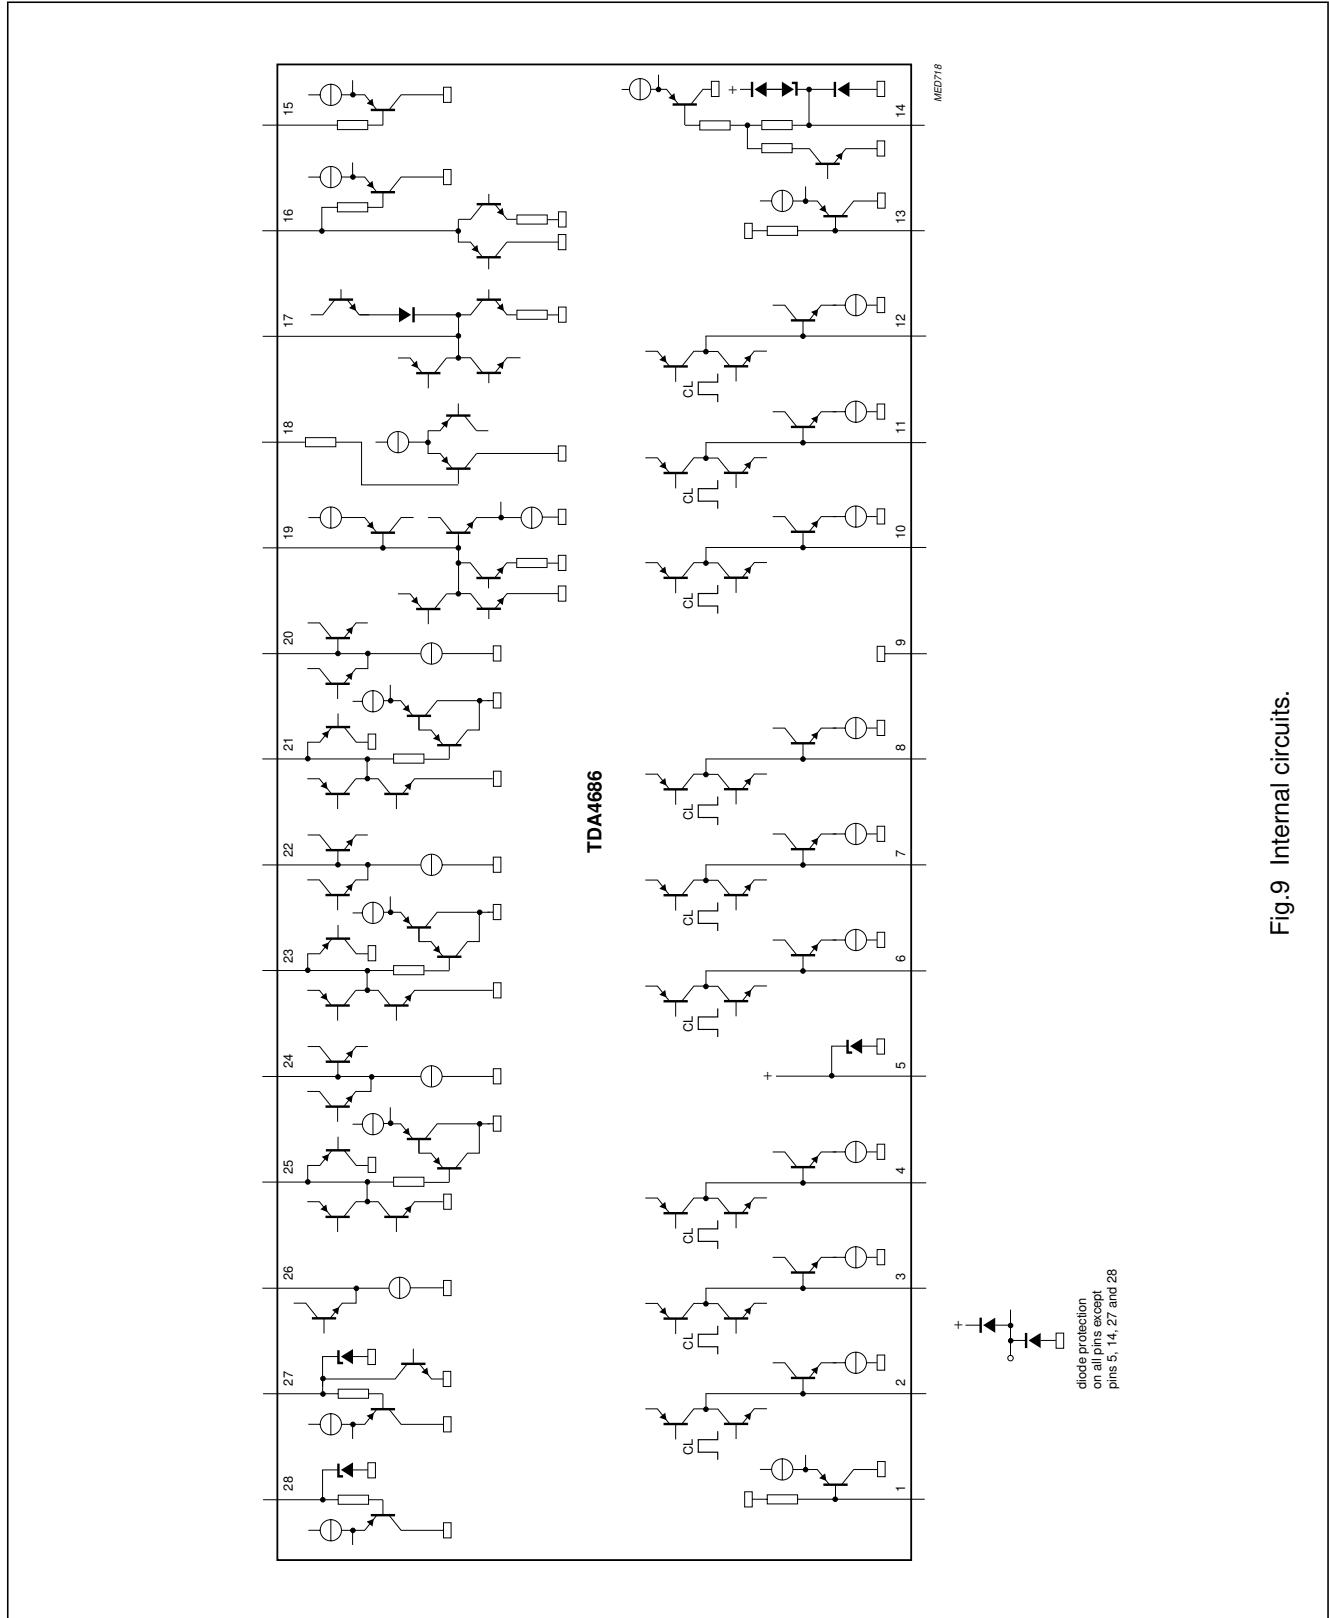 28
27
26
25
24
23
22
21
20
19
18
17
16
15
TDA4686
CL
CL
CL
CL
CL
CL
CL
CL
CL
+
+
1
2
3
4
5
6
7
8
9
10
11
12
13
14
MED718
+
diode protection
on all pins except
pins 5, 14, 27 and 28
Fig.9 Internal circuits.